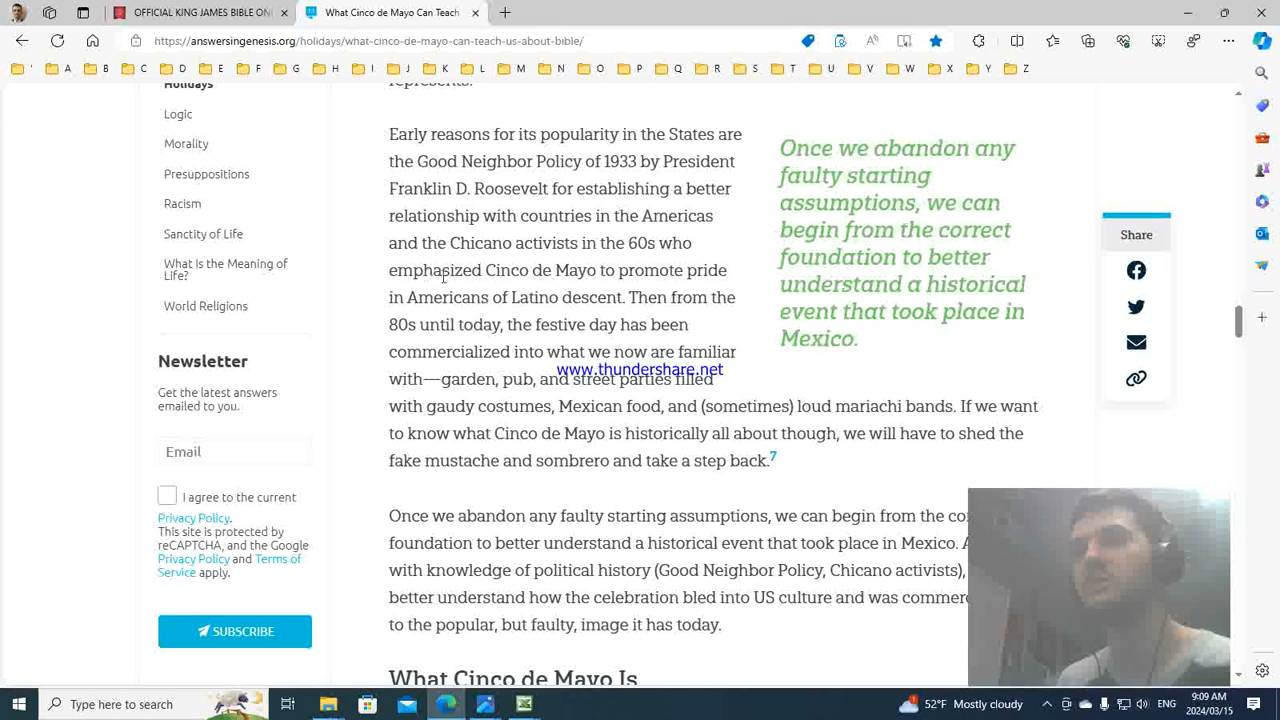 OFFICIAL KING JAMES BIBLE ON
What Cinco de Mayo Can Teach
https://answersingenesis.org/holidays/what-cinco-de-mayo-can-teach-us-about-bible/
' A B C D E F G H I J K L M N O P Q R S T U V W X Y Z
Holidays
Logic
Morality
Presuppositions
Racism
Sanctity of Life
What Is the Meaning of
Life?
World Religions
Newsletter
Get the latest answers
emailed to you.
Email
I agree to the current
Privacy Policy.
This site is protected by
reCAPTCHA, and the Google
Privacy Policy and Terms of
Service apply.
SUBSCRIBE
represents.
Early reasons for its popularity in the States are
the Good Neighbor Policy of 1933 by President
Franklin D. Roosevelt for establishing a better
relationship with countries in the Americas
and the Chicano activists in the 60s who
emphasized Cinco de Mayo to promote pride
in Americans of Latino descent. Then from the
80s until today, the festive day has been
commercialized into what we now are familiar
with—garden, pub, and street parties filled
with gaudy costumes, Mexican food, and (sometimes) loud mariachi bands. If we want
to know what Cinco de Mayo is historically all about though, we will have to shed the
fake mustache and sombrero and take a step back.7
www.thundershare.net
Once we abandon any
faulty starting
assumptions, we can
begin from the correct
foundation to better
understand a historical
event that took place in
Mexico.
Once we abandon any faulty starting assumptions, we can begin from the
foundation to better understand a historical event that took place in Mexico.
with knowledge of political history (Good Neighbor Policy, Chicano activists),
better understand how the celebration bled into US culture and was
to the popular, but faulty, image it has today.
What Cinco de Mayo Is
Share
Type here to search
52°F Mostly cloudy
9:09 AM
2024/03/15